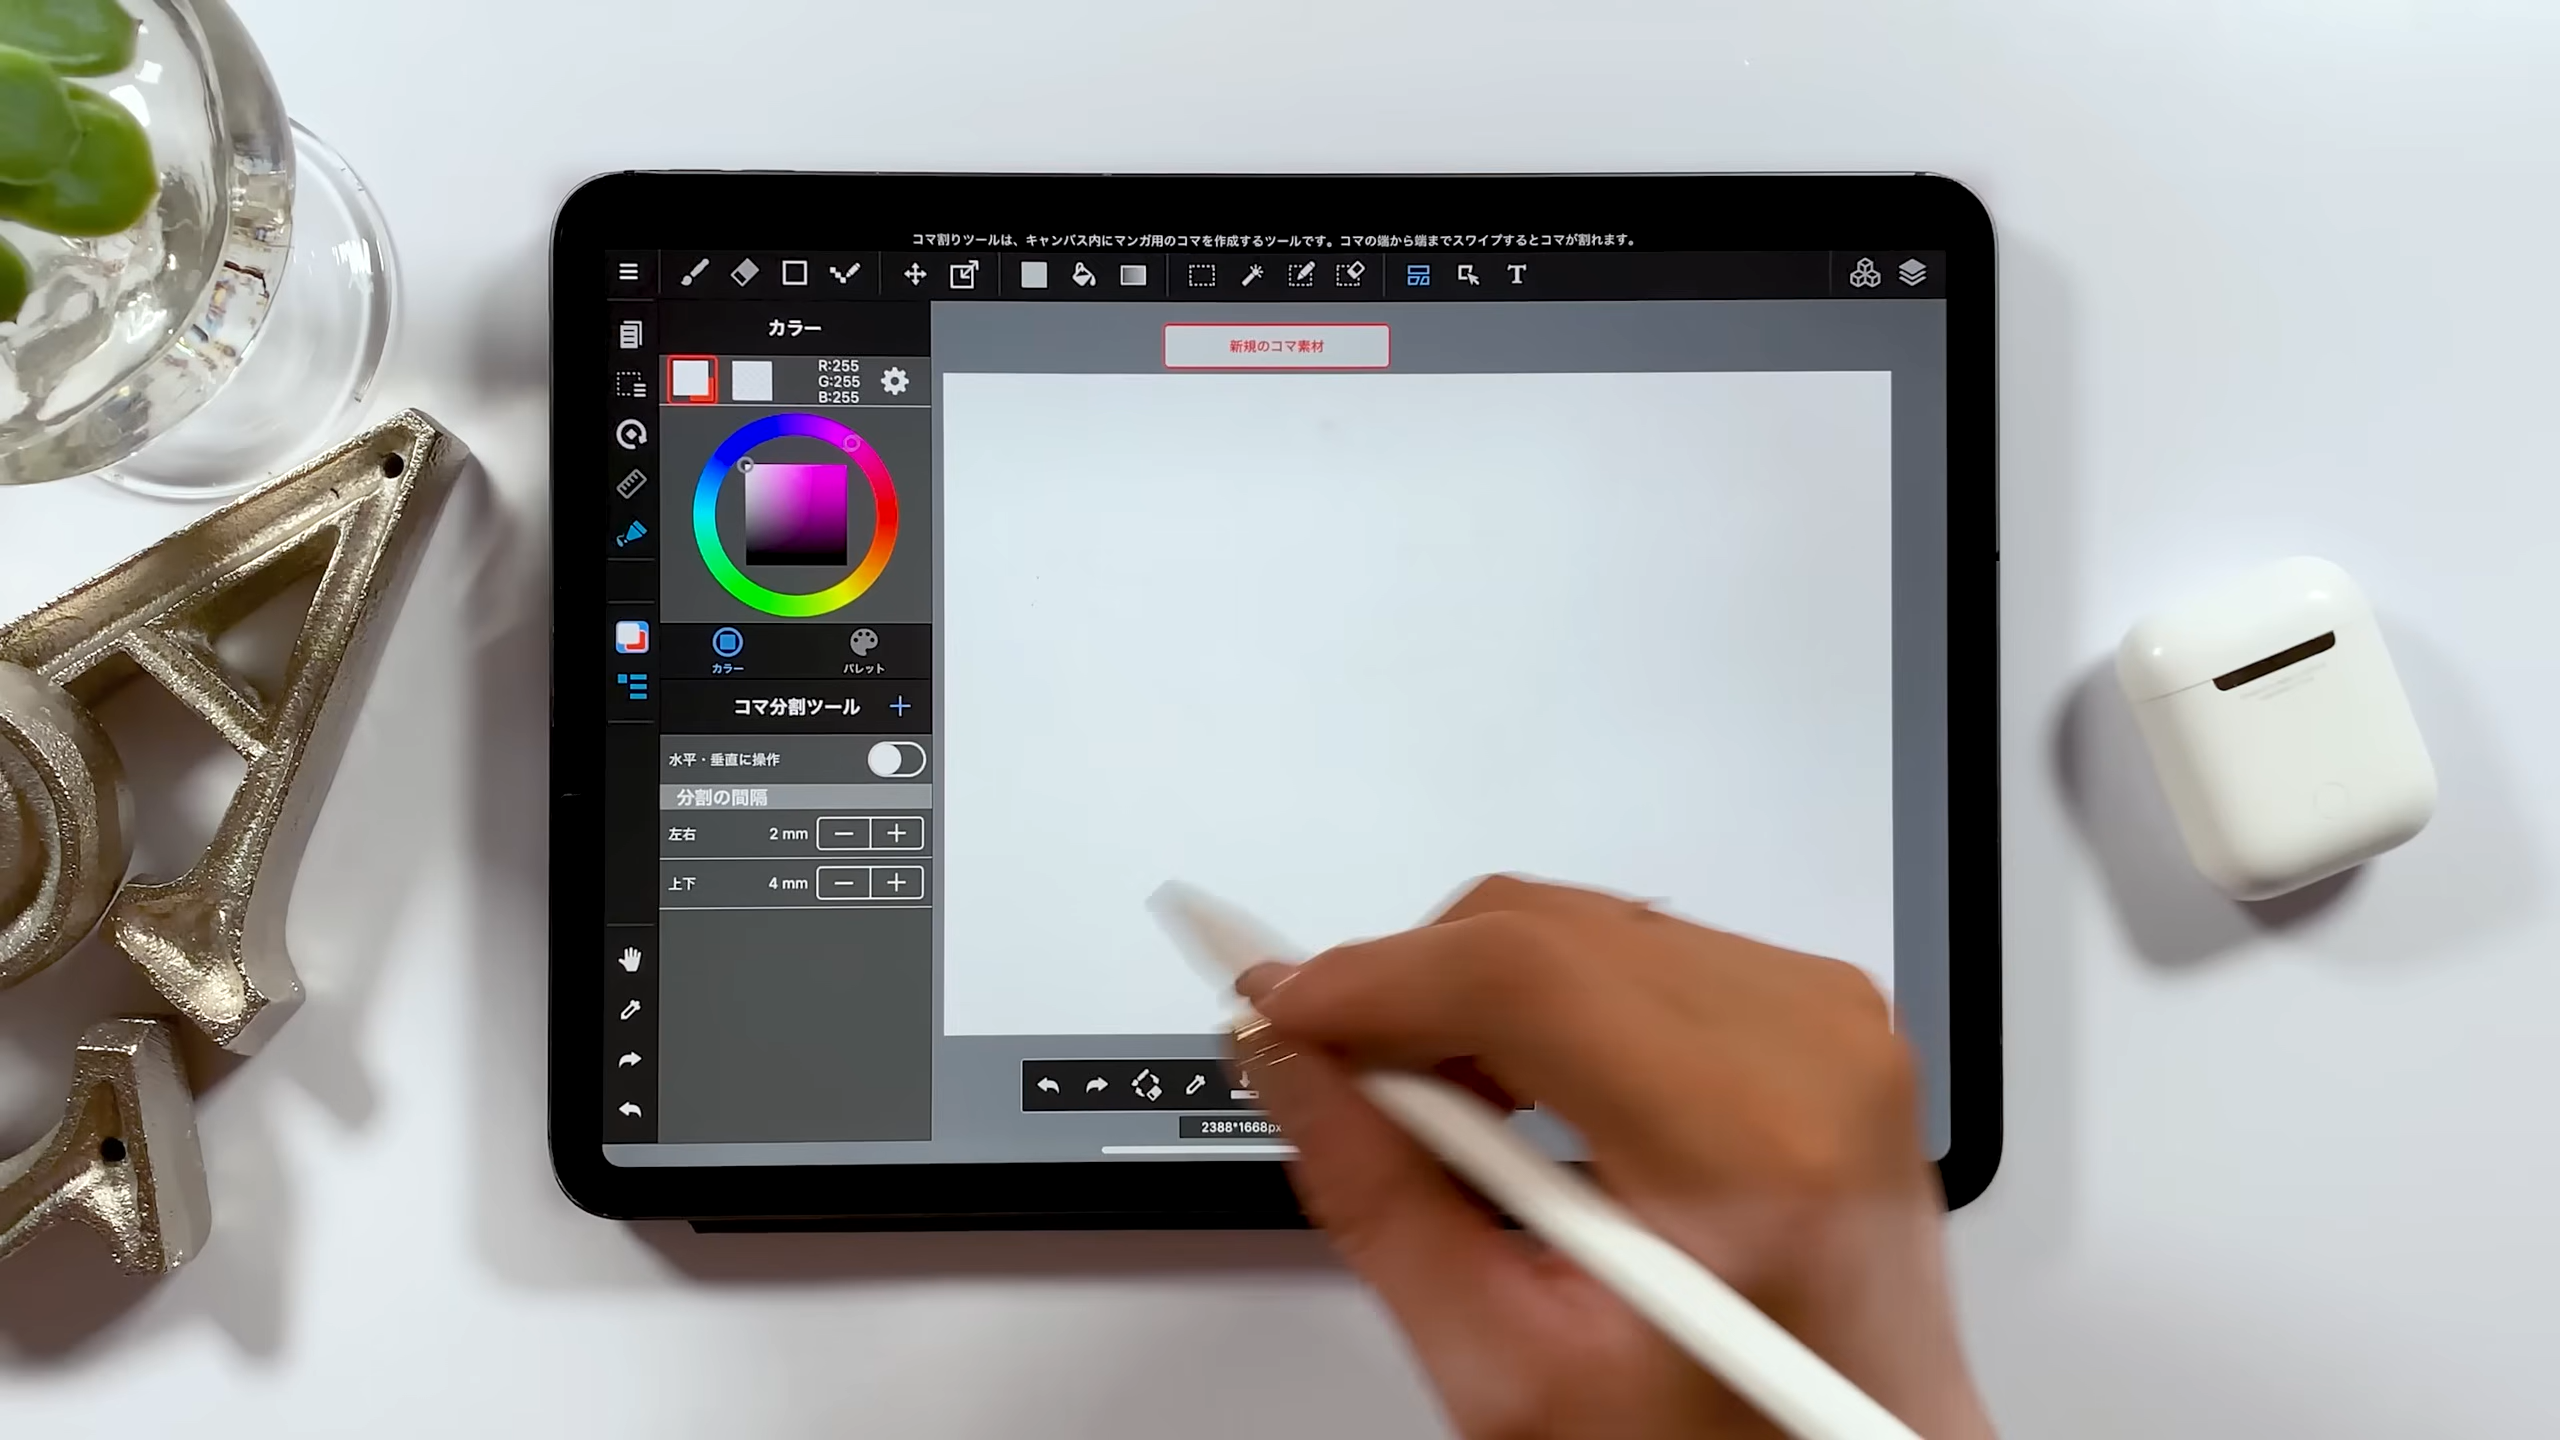 コマ割りツールは、キャンバス内にマンガ用のコマを作成するツールです。コマの端から端までスワイプするとコマが割れます。
T
カラー
新規のコマ素材
R:255
G:255
B:255
カラー
パレット
コマ分割ツール
水平・垂直に操作
分割の間隔
左右 2 mm
上下 4 mm
2388*1668px